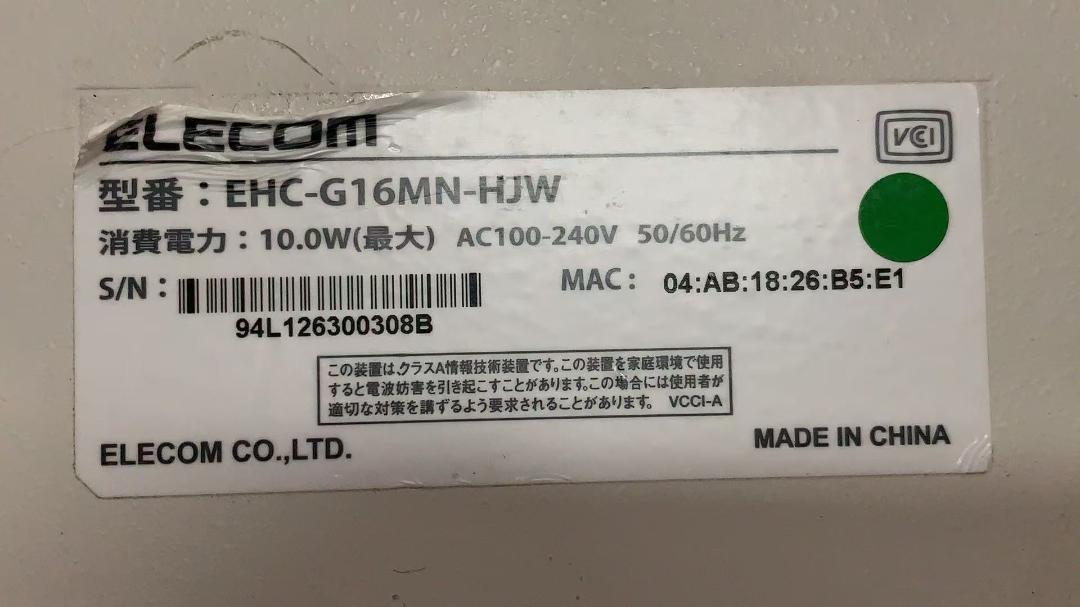 ELECOM
VCCI
型番：EHC-G16MN-HJW
消費電力：10.0W(最大) AC100-240V 50/60Hz
S/N：
MAC： 04:AB:18:26:B5:E1
94L126300308B
この装置は､クラスA情報技術装置です｡この装置を家庭環境で使用
すると電波妨害を引き起こすことがあります｡この場合には使用者が
適切な対策を講ずるよう要求されることがあります｡ VCCI-A
ELECOM CO.,LTD.
MADE IN CHINA